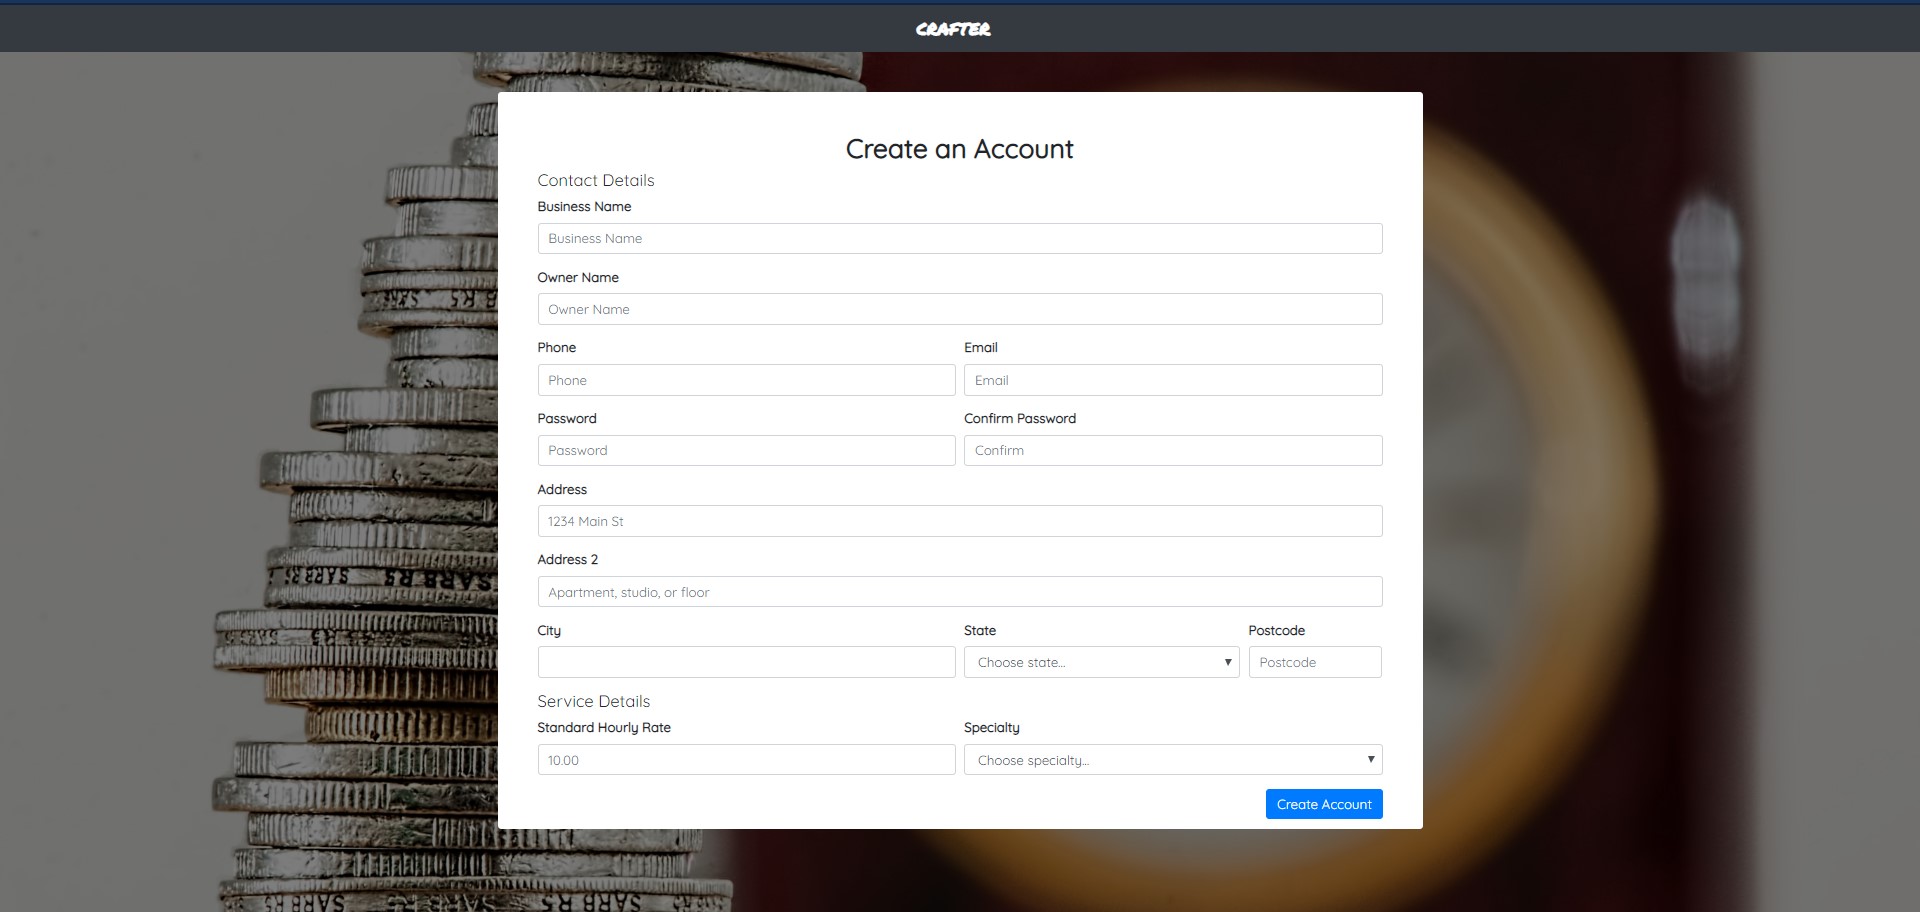 CRAFTER
Create an Account
Contact Details
Business Name
Business Name
Owner Name
Owner Name
Phone Email
Phone Email
Password Confirm Password
Password Confirm
Address
1234 Main St
Address 2
Apartment, studio, or floor
City State Postcode
Choose state... Postcode
Service Details
Standard Hourly Rate Specialty
10.00 Choose specialty...
Create Account